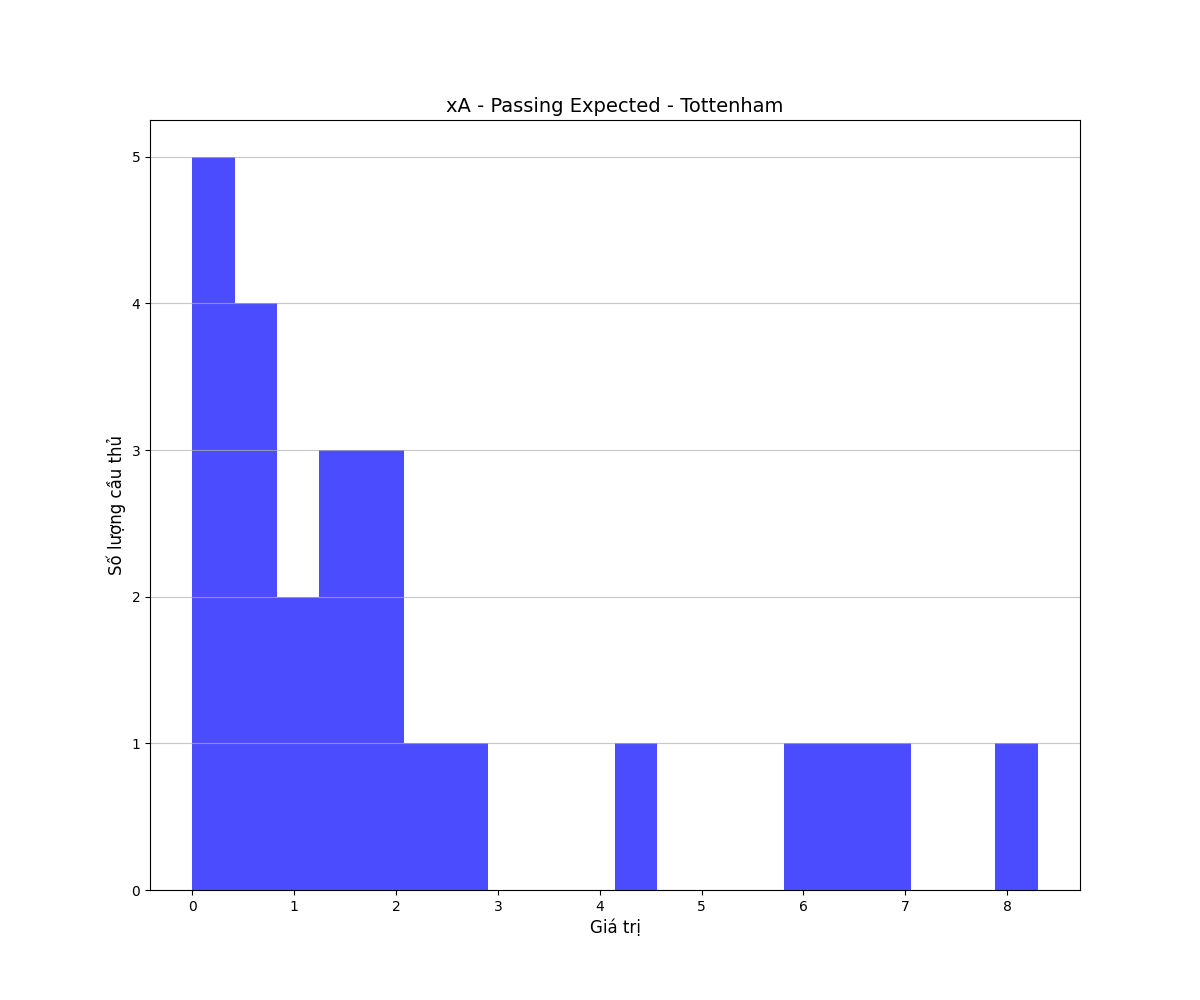 xA - Passing Expected - Tottenham
5
4
3
2
1
0
Số lượng cầu thủ
0 1 2 3 4 5 6 7 8
Giá trị